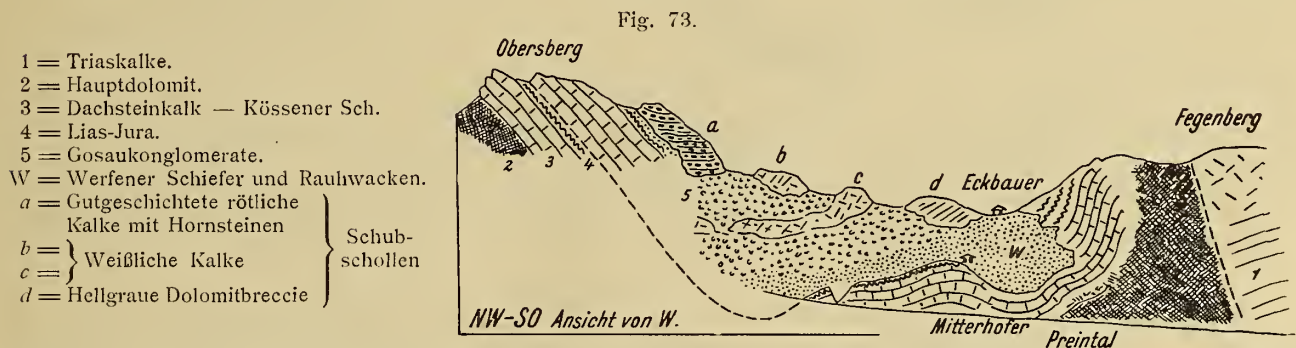 Fig. 73.
1 = Triaskalke.
2 = Hauptdolomit.
3 = Dachsteinkalk — Kössener Sch.
4 = Lias-Jura.
5 = Gosaukonglomerate.
W = Werfener Schiefer und Rauhwacken.
a = Gutgeschichtete rötliche
Kalke mit Hornsteinen
b =
c =
} Weißliche Kalke
d = Hellgraue Dolomitbreccie
} Schub-
schollen
Obersberg
Fegenberg
a
b
c
d Eckbauer
2 3 4
5
W
1
NW-SO Ansicht von W.
Mitterhofer
Preintal